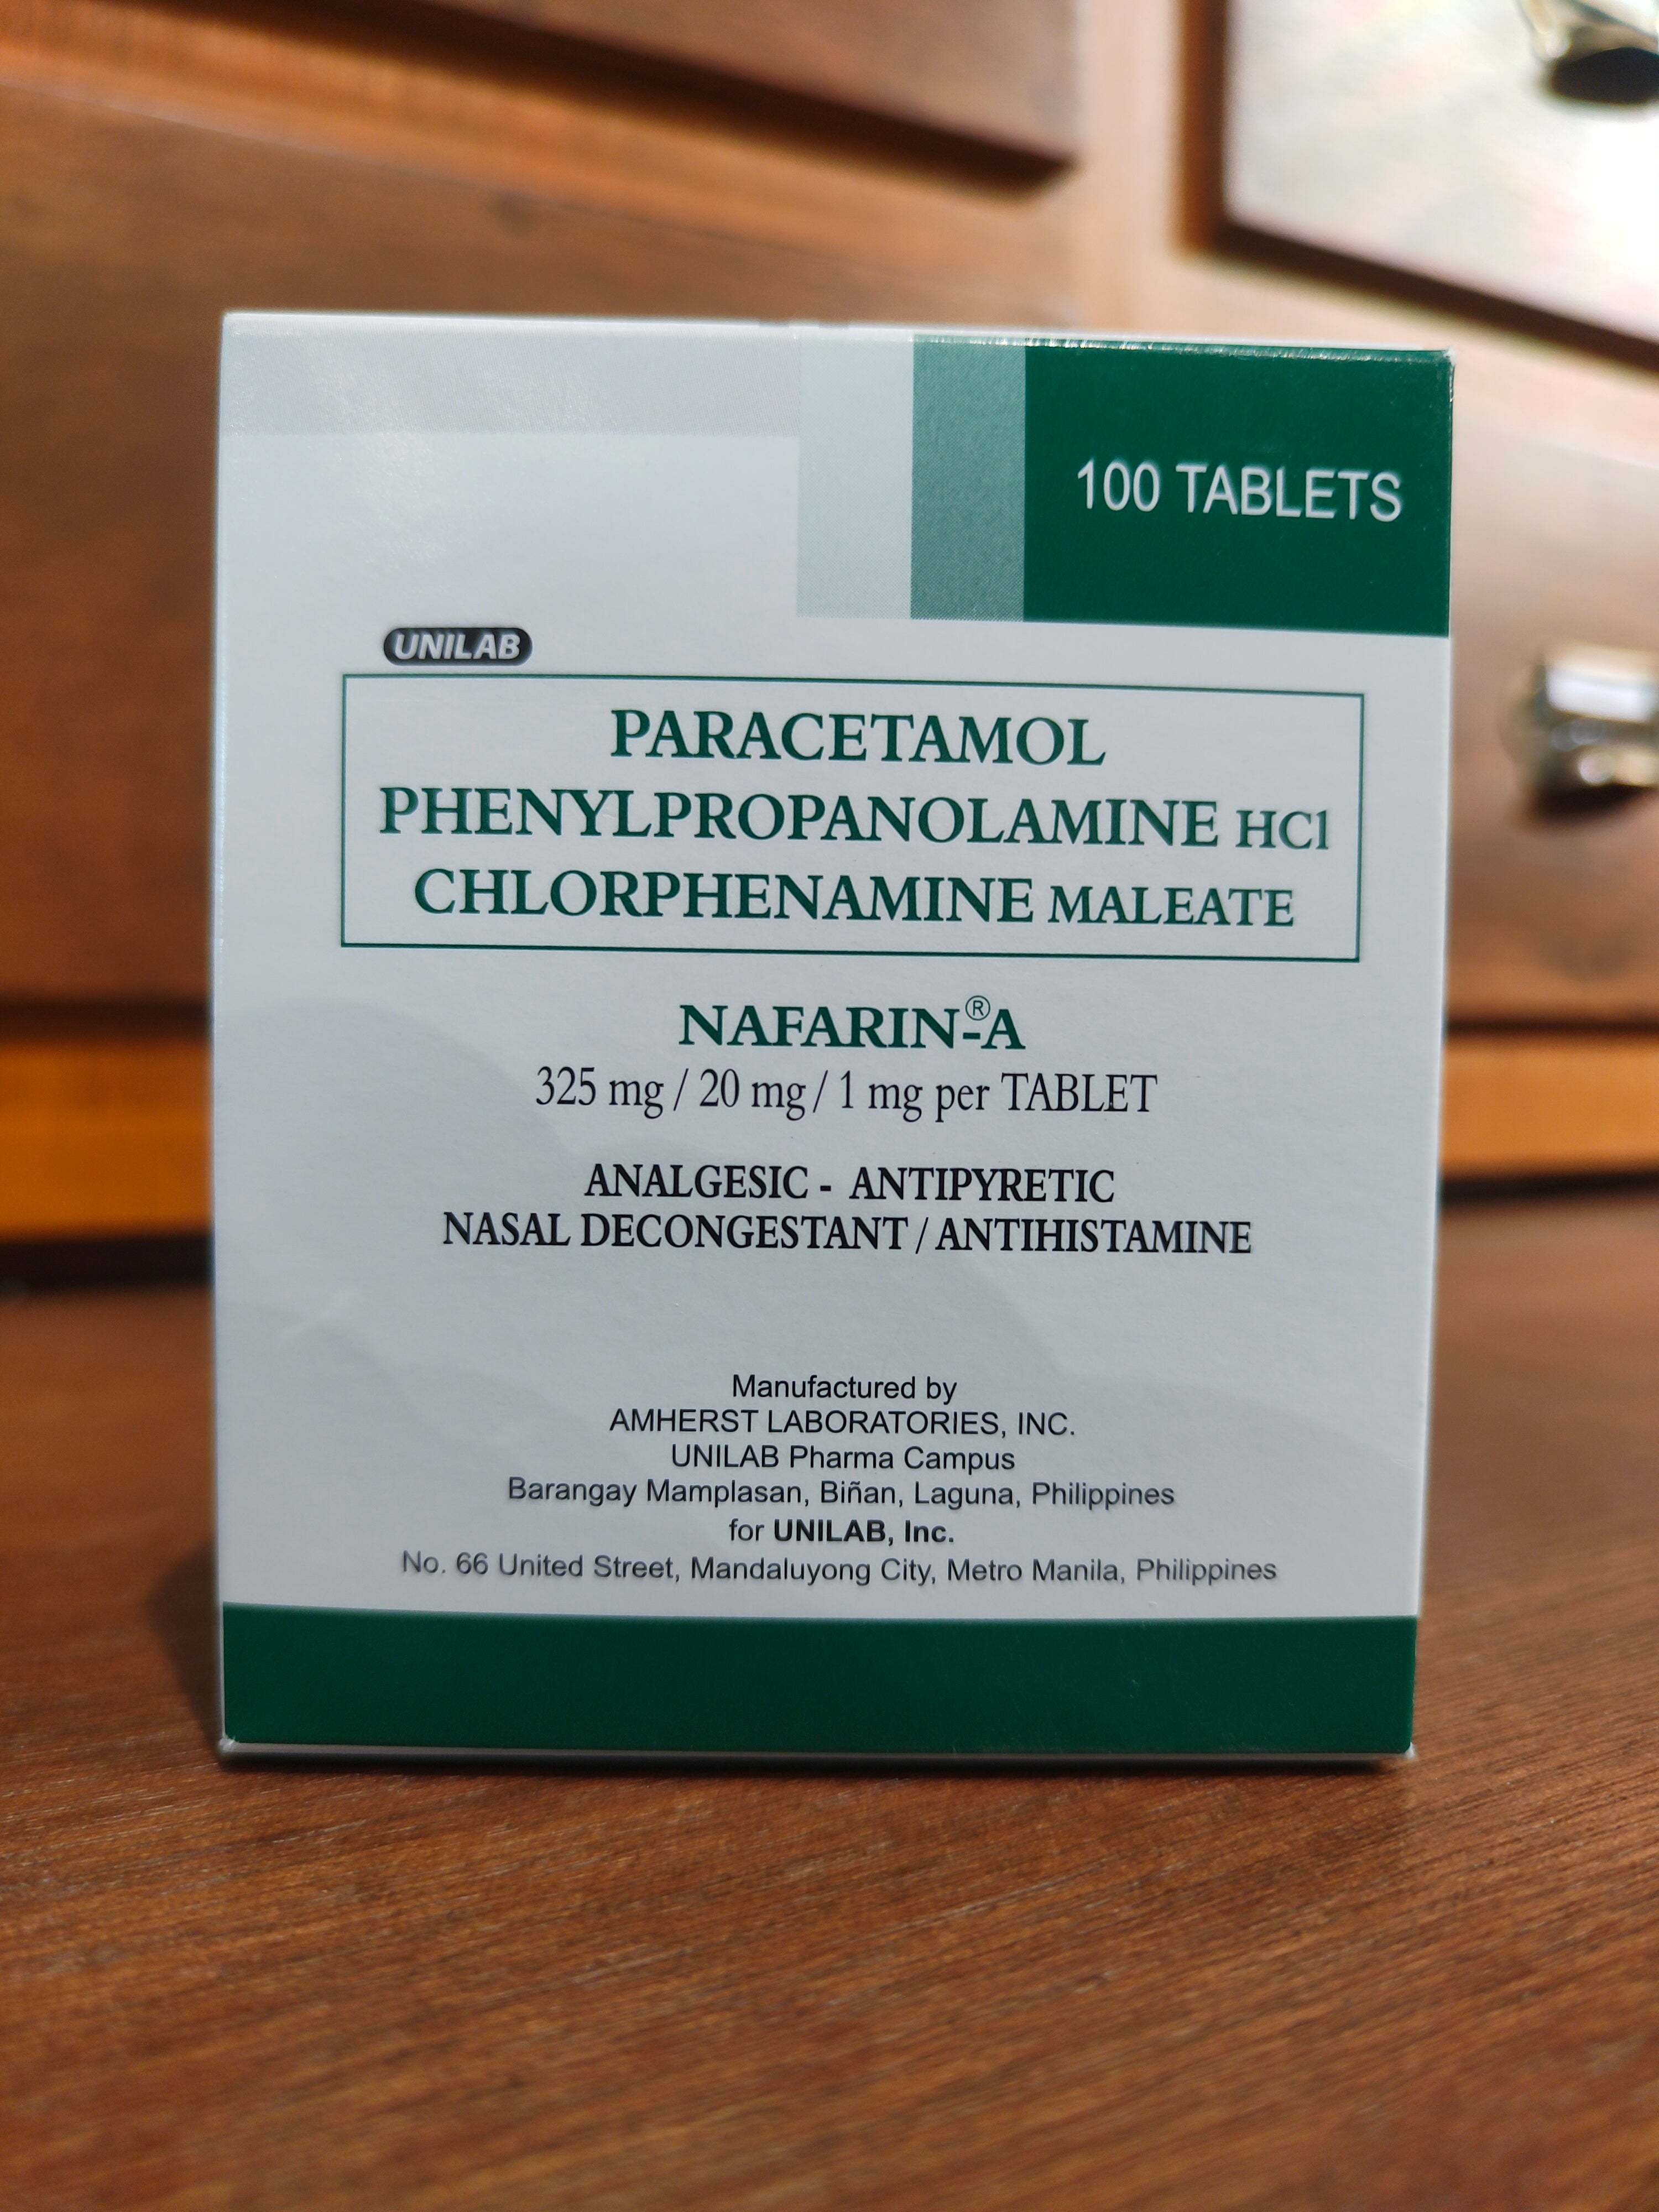 100 TABLETS
UNILAB
PARACETAMOL
PHENYLPROPANOLAMINE HCl
CHLORPHENAMINE MALEATE
NAFARIN®-A
325 mg / 20 mg / 1 mg per TABLET
ANALGESIC - ANTIPYRETIC
NASAL DECONGESTANT / ANTIHISTAMINE
Manufactured by
AMHERST LABORATORIES, INC.
UNILAB Pharma Campus
Barangay Mamplasan, Biñan, Laguna, Philippines
for UNILAB, Inc.
No. 66 United Street, Mandaluyong City, Metro Manila, Philippines